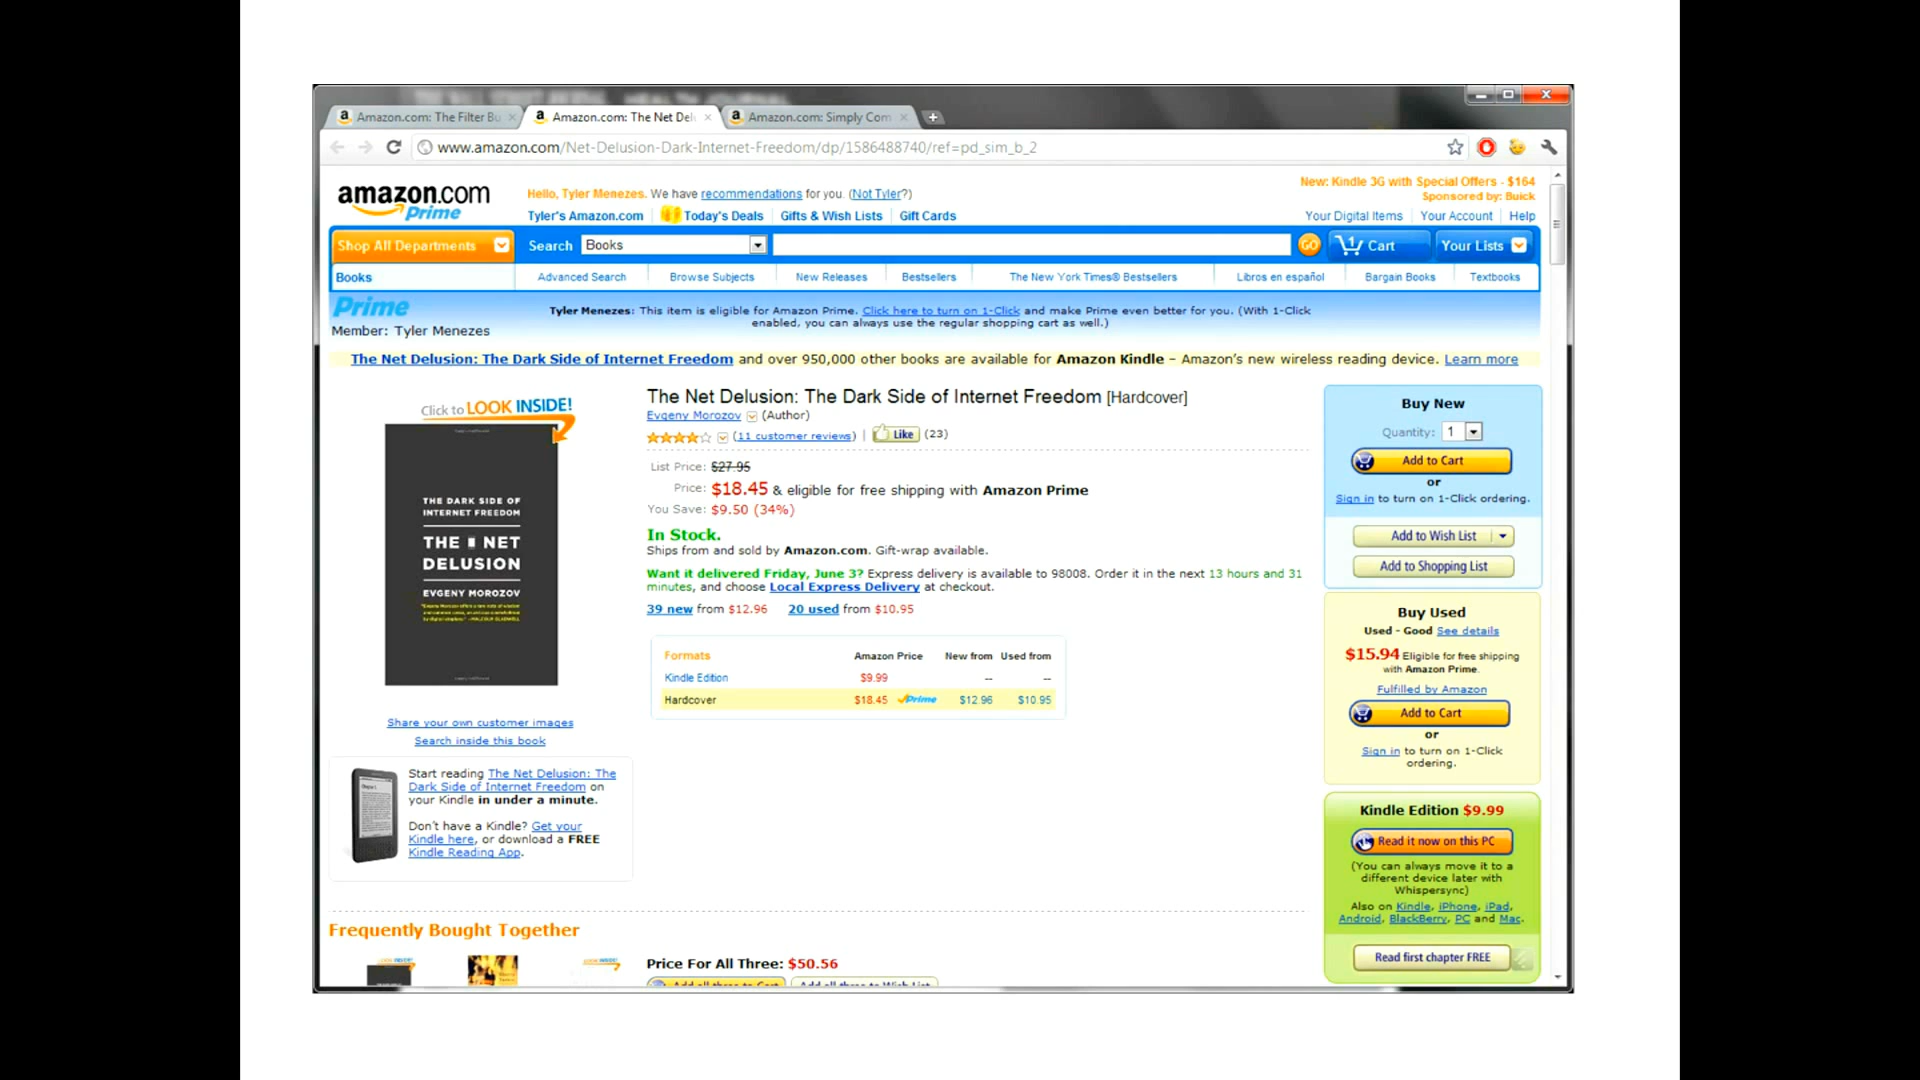 Amazon.com: The Filter Bu
Amazon.com: The Net Del
Amazon.com: Simply Com
www.amazon.com/Net-Delusion-Dark-Internet-Freedom/dp/1586488740/ref=pd_sim_b_2
amazon.com
Prime
Hello, Tyler Menezes. We have recommendations for you. (Not Tyler?)
New: Kindle 3G with Special Offers - $164
Sponsored by: Buick
Tyler's Amazon.com Today's Deals Gifts & Wish Lists Gift Cards
Your Digital Items Your Account Help
Shop All Departments Search Books GO 1 Cart Your Lists
Books Advanced Search Browse Subjects New Releases Bestsellers The New York Times® Bestsellers Libros en español Bargain Books Textbooks
Prime
Member: Tyler Menezes
Tyler Menezes: This item is eligible for Amazon Prime. Click here to turn on 1-Click and make Prime even better for you. (With 1-Click
enabled, you can always use the regular shopping cart as well.)
The Net Delusion: The Dark Side of Internet Freedom and over 950,000 other books are available for Amazon Kindle – Amazon's new wireless reading device. Learn more
Click to LOOK INSIDE!
THE DARK SIDE OF
INTERNET FREEDOM
THE NET
DELUSION
EVGENY MOROZOV
Share your own customer images
Search inside this book
Start reading The Net Delusion: The
Dark Side of Internet Freedom on
your Kindle in under a minute.
Don't have a Kindle? Get your
Kindle here, or download a FREE
Kindle Reading App.
The Net Delusion: The Dark Side of Internet Freedom [Hardcover]
Evgeny Morozov (Author)
(11 customer reviews) | Like (23)
List Price: $27.95
Price: $18.45 & eligible for free shipping with Amazon Prime
You Save: $9.50 (34%)
In Stock.
Ships from and sold by Amazon.com. Gift-wrap available.
Want it delivered Friday, June 3? Express delivery is available to 98008. Order it in the next 13 hours and 31
minutes, and choose Local Express Delivery at checkout.
39 new from $12.96 20 used from $10.95
Formats Amazon Price New from Used from
Kindle Edition $9.99 -- --
Hardcover $18.45 Prime $12.96 $10.95
Buy New
Quantity: 1
Add to Cart
or
Sign in to turn on 1-Click ordering.
Add to Wish List
Add to Shopping List
Buy Used
Used - Good See details
$15.94 Eligible for free shipping
with Amazon Prime.
Fulfilled by Amazon
Add to Cart
or
Sign in to turn on 1-Click
ordering.
Kindle Edition $9.99
Read it now on this PC
(You can always move it to a
different device later with
Whispersync)
Also on Kindle, iPhone, iPad,
Android, BlackBerry, PC and Mac.
Read first chapter FREE
Frequently Bought Together
LOOK INSIDE!
Price For All Three: $50.56
Add all three to Cart Add all three to Wish List